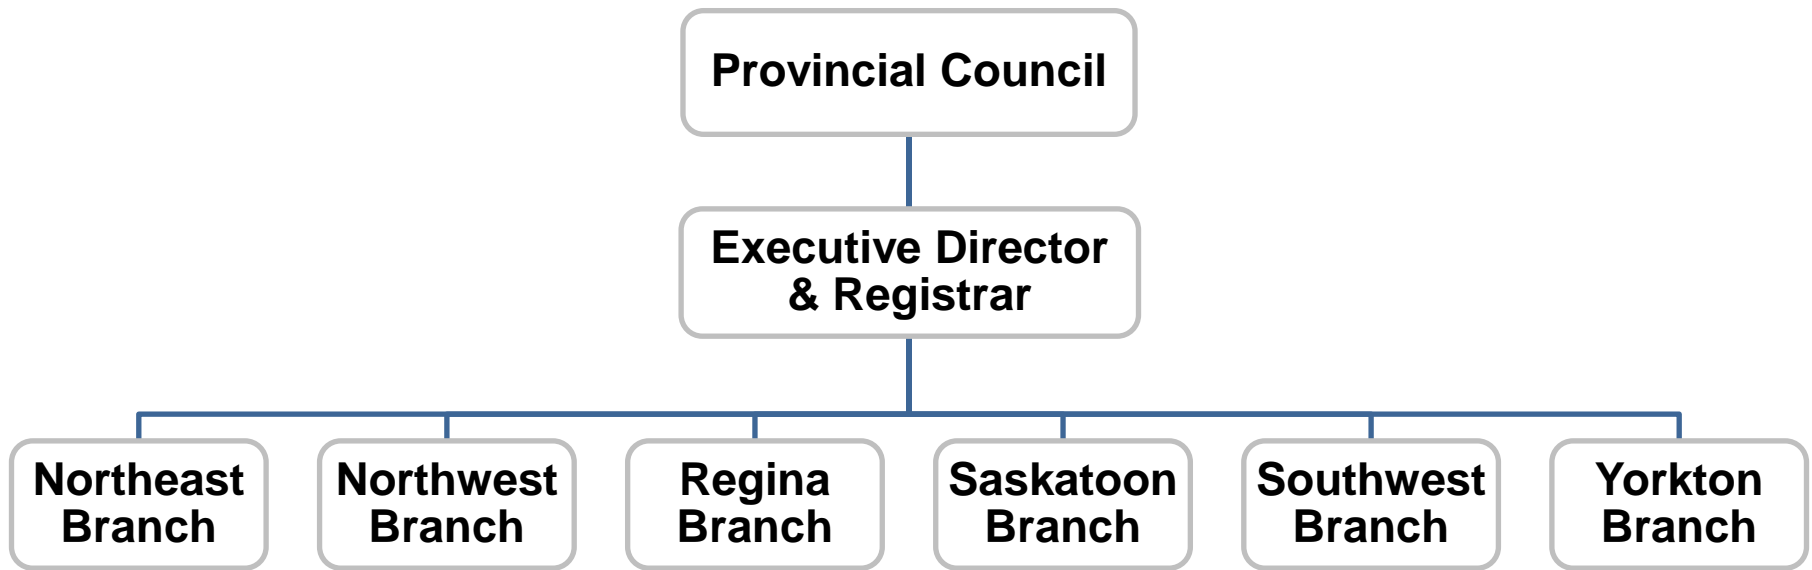 Provincial Council
Executive Director
& Registrar
Northeast
Branch
Northwest
Branch
Regina
Branch
Saskatoon
Branch
Southwest
Branch
Yorkton
Branch